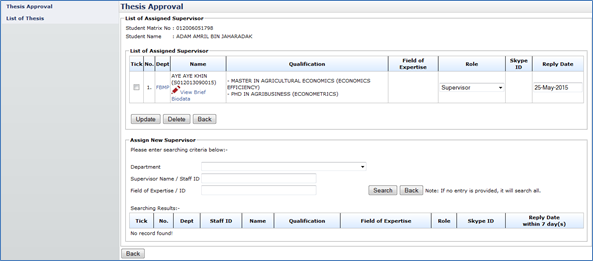 Thesis Approval
List of Thesis
Thesis Approval
List of Assigned Supervisor
Student Matrix No : 012006051798
Student Name : ADAM AMRIL BIN JAHARADAK
List of Assigned Supervisor
Tick No. Dept Name Qualification Field of Expertise Role Skype ID Reply Date
1. FBMP AYE AYE KHIN (S012013090015) View Brief Biodata
- MASTER IN AGRICULTURAL ECONOMICS (ECONOMICS EFFICIENCY)
- PHD IN AGRIBUSINESS (ECONOMETRICS)
Supervisor 25-May-2015
Update Delete Back
Assign New Supervisor
Please enter searching criteria below:-
Department
Supervisor Name / Staff ID
Field of Expertise / ID Search Back Note: If no entry is provided, it will search all.
Searching Results:-
Tick No. Dept Staff ID Name Qualification Field of Expertise Role Skype ID Reply Date within 7 day(s)
No record found!
Back